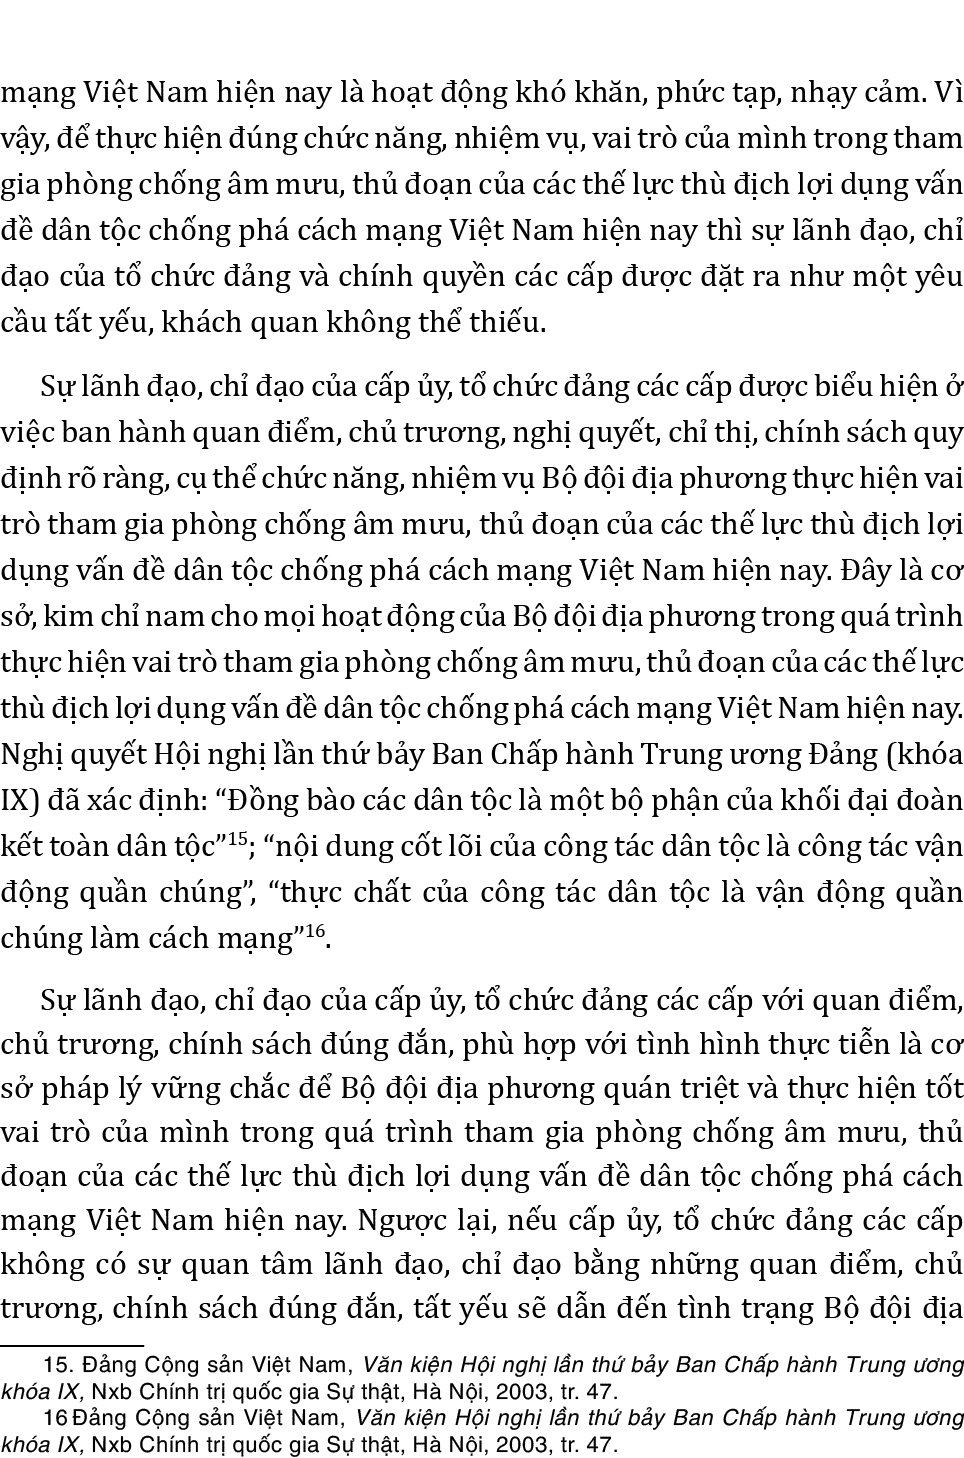 mạng Việt Nam hiện nay là hoạt động khó khăn, phức tạp, nhạy cảm. Vì
vậy, để thực hiện đúng chức năng, nhiệm vụ, vai trò của mình trong tham
gia phòng chống âm mưu, thủ đoạn của các thế lực thù địch lợi dụng vấn
đề dân tộc chống phá cách mạng Việt Nam hiện nay thì sự lãnh đạo, chỉ
đạo của tổ chức đảng và chính quyền các cấp được đặt ra như một yêu
cầu tất yếu, khách quan không thể thiếu.
Sự lãnh đạo, chỉ đạo của cấp ủy, tổ chức đảng các cấp được biểu hiện ở
việc ban hành quan điểm, chủ trương, nghị quyết, chỉ thị, chính sách quy
định rõ ràng, cụ thể chức năng, nhiệm vụ Bộ đội địa phương thực hiện vai
trò tham gia phòng chống âm mưu, thủ đoạn của các thế lực thù địch lợi
dụng vấn đề dân tộc chống phá cách mạng Việt Nam hiện nay. Đây là cơ
sở, kim chỉ nam cho mọi hoạt động của Bộ đội địa phương trong quá trình
thực hiện vai trò tham gia phòng chống âm mưu, thủ đoạn của các thế lực
thù địch lợi dụng vấn đề dân tộc chống phá cách mạng Việt Nam hiện nay.
Nghị quyết Hội nghị lần thứ bảy Ban Chấp hành Trung ương Đảng (khóa
IX) đã xác định: “Đồng bào các dân tộc là một bộ phận của khối đại đoàn
kết toàn dân tộc”15; “nội dung cốt lõi của công tác dân tộc là công tác vận
động quần chúng”, “thực chất của công tác dân tộc là vận động quần
chúng làm cách mạng”16.
Sự lãnh đạo, chỉ đạo của cấp ủy, tổ chức đảng các cấp với quan điểm,
chủ trương, chính sách đúng đắn, phù hợp với tình hình thực tiễn là cơ
sở pháp lý vững chắc để Bộ đội địa phương quán triệt và thực hiện tốt
vai trò của mình trong quá trình tham gia phòng chống âm mưu, thủ
đoạn của các thế lực thù địch lợi dụng vấn đề dân tộc chống phá cách
mạng Việt Nam hiện nay. Ngược lại, nếu cấp ủy, tổ chức đảng các cấp
không có sự quan tâm lãnh đạo, chỉ đạo bằng những quan điểm, chủ
trương, chính sách đúng đắn, tất yếu sẽ dẫn đến tình trạng Bộ đội địa
15. Đảng Cộng sản Việt Nam, Văn kiện Hội nghị lần thứ bảy Ban Chấp hành Trung ương
khóa IX, Nxb Chính trị quốc gia Sự thật, Hà Nội, 2003, tr. 47.
16 Đảng Cộng sản Việt Nam, Văn kiện Hội nghị lần thứ bảy Ban Chấp hành Trung ương
khóa IX, Nxb Chính trị quốc gia Sự thật, Hà Nội, 2003, tr. 47.